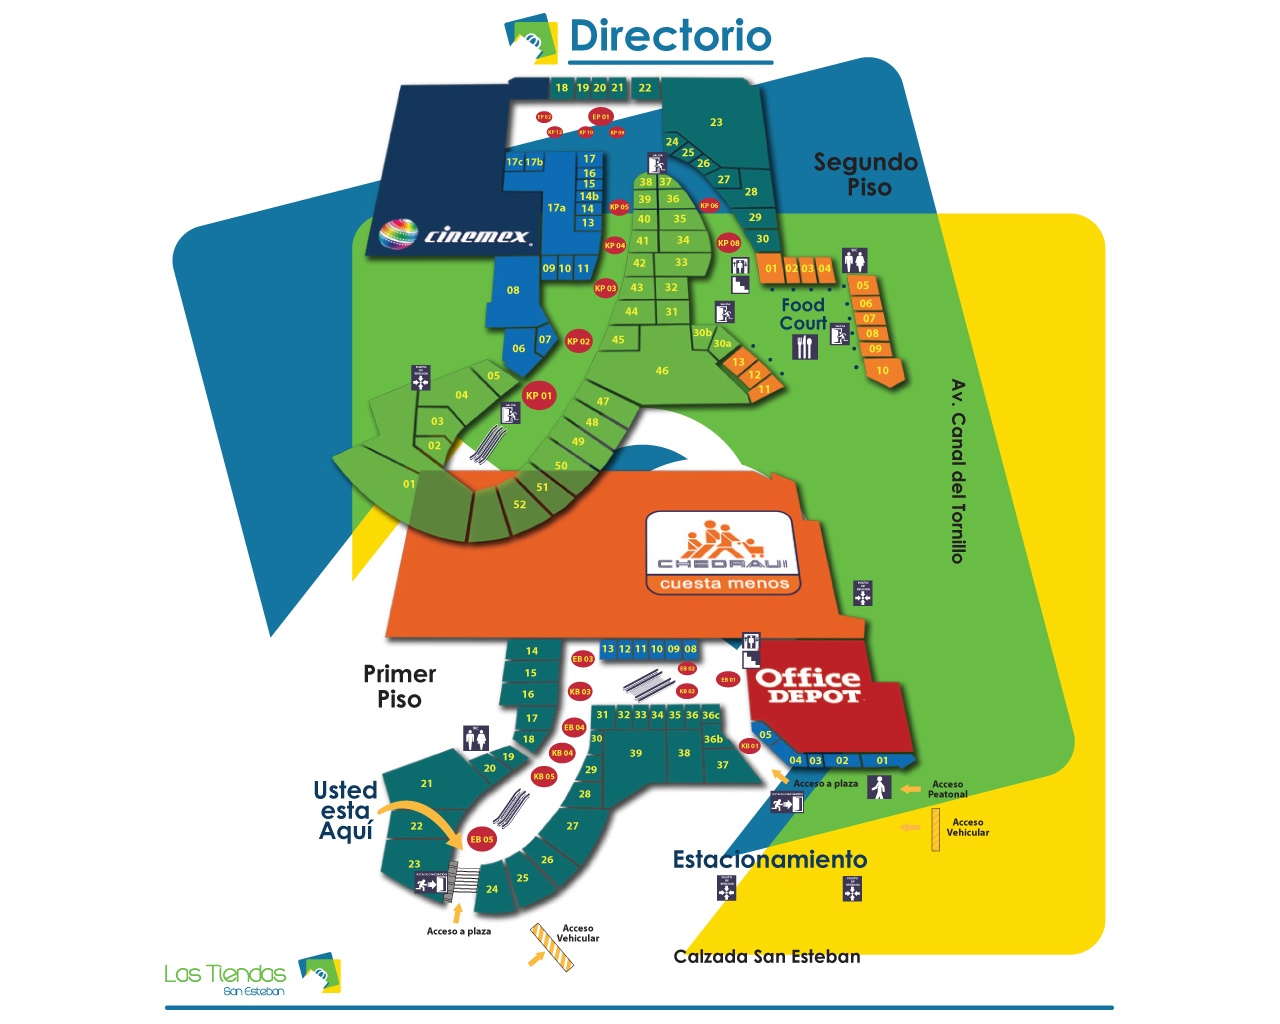 Directorio
18 19 20 21 22
EP 02 EP 01
KP 12 KP 10 KP 09
23
24
25
26
27
28
29
30
Segundo
Piso
17c 17b 17
16
15
14b
14
13
17a
09 10 11
08
07
06
cinemex
38 37
39 36
40 35
41 34
42 33
43 32
44 31
45
46
30b
30a
KP 05
KP 06
KP 04
KP 08
KP 03
KP 02
KP 01
01 02 03 04
05
06
07
08
09
10
Food
Court
13
12
11
05
04
03
02
01
47
48
49
50
51
52
Av. Canal del Tornillo
CHEDRAUI
cuesta menos
Primer
Piso
14
15
16
17
18
19
20
21
22
23
13 12 11 10 09 08
EB 03
EB 02
EB 01
KB 03
KB 02
EB 04
KB 04
KB 05
KB 01
EB 05
Office
DEPOT
31 32 33 34 35 36 36c
36b
30
39
38
37
29
28
27
26
25
24
05
04 03 02 01
Acceso a plaza
Acceso
Peatonal
Acceso
Vehicular
Usted
esta
Aquí
Estacionamiento
Acceso a plaza
Acceso
Vehicular
Calzada San Esteban
Las Tiendas
San Esteban